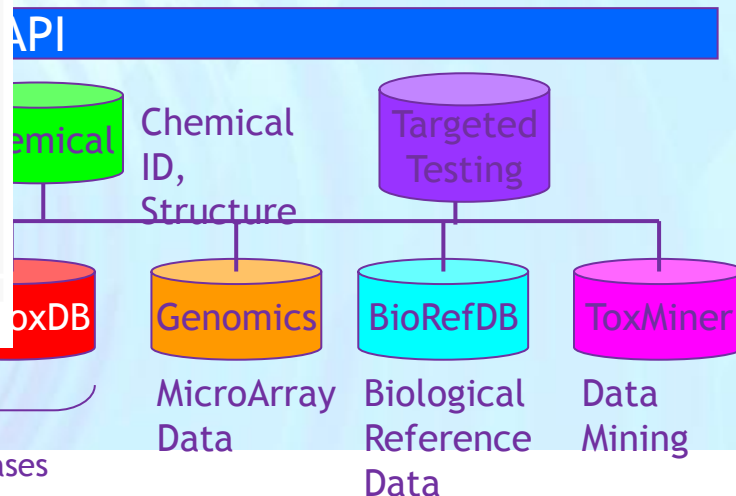 API
emical
Chemical
ID,
Structure
Targeted
Testing
oxDB
Genomics
BioRefDB
ToxMiner
MicroArray
Data
Biological
Reference
Data
Data
Mining
ases